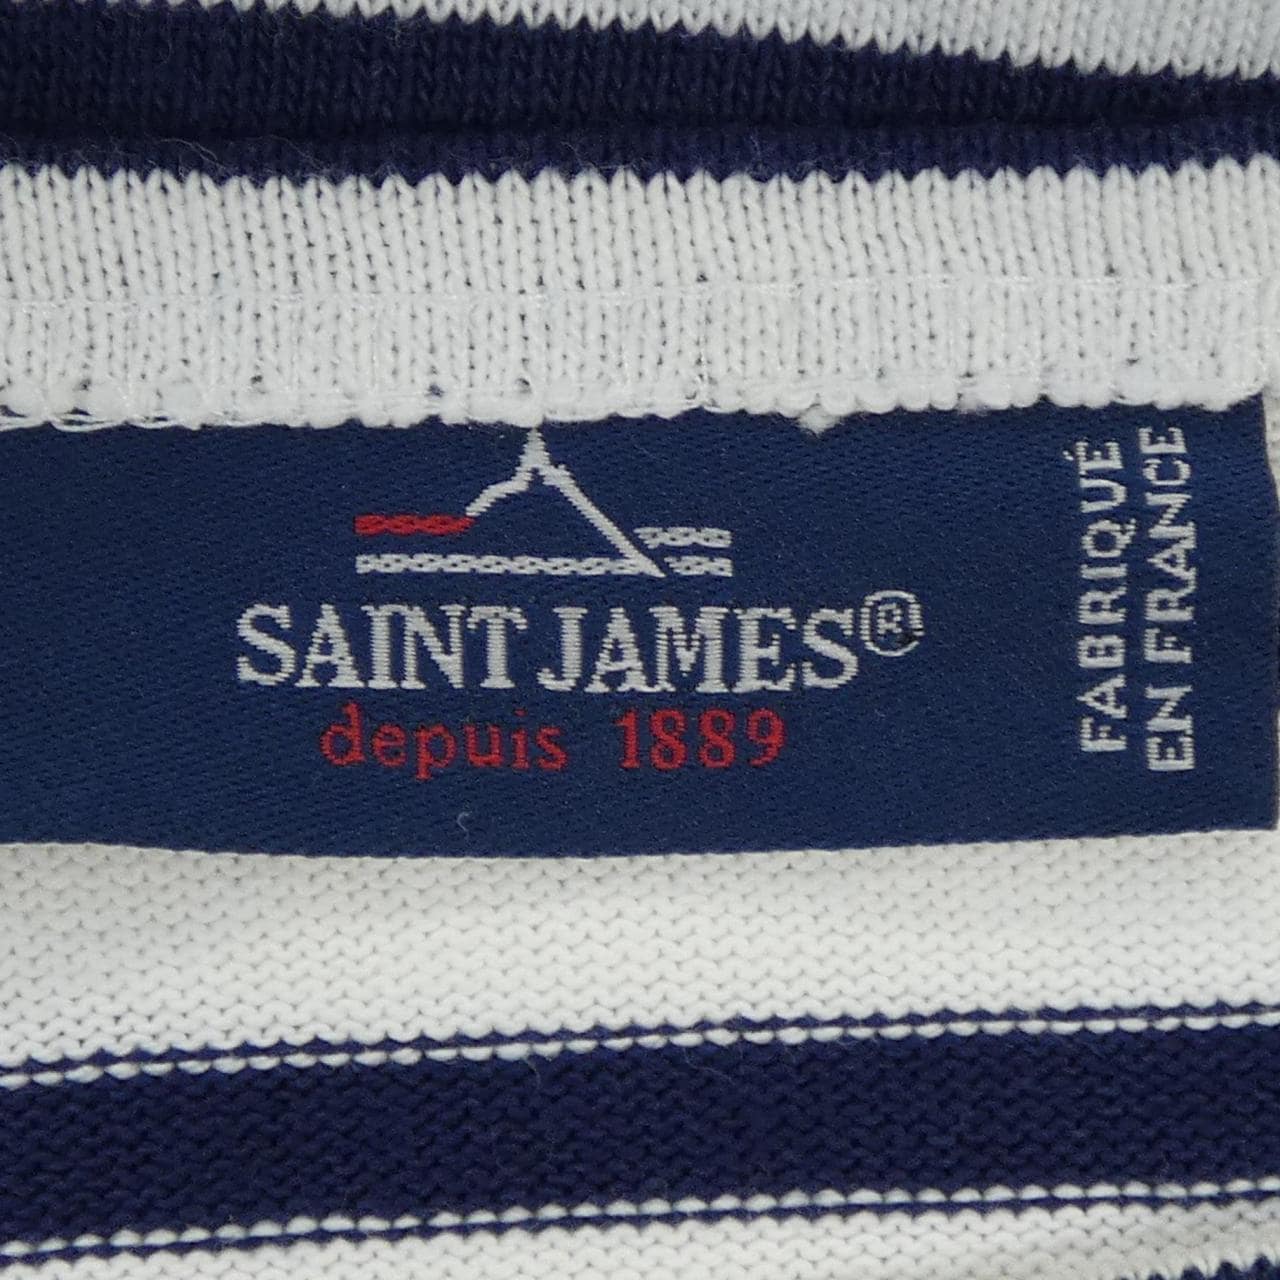 SAINT JAMES®
depuis 1889
FABRIQUÉ
EN FRANCE